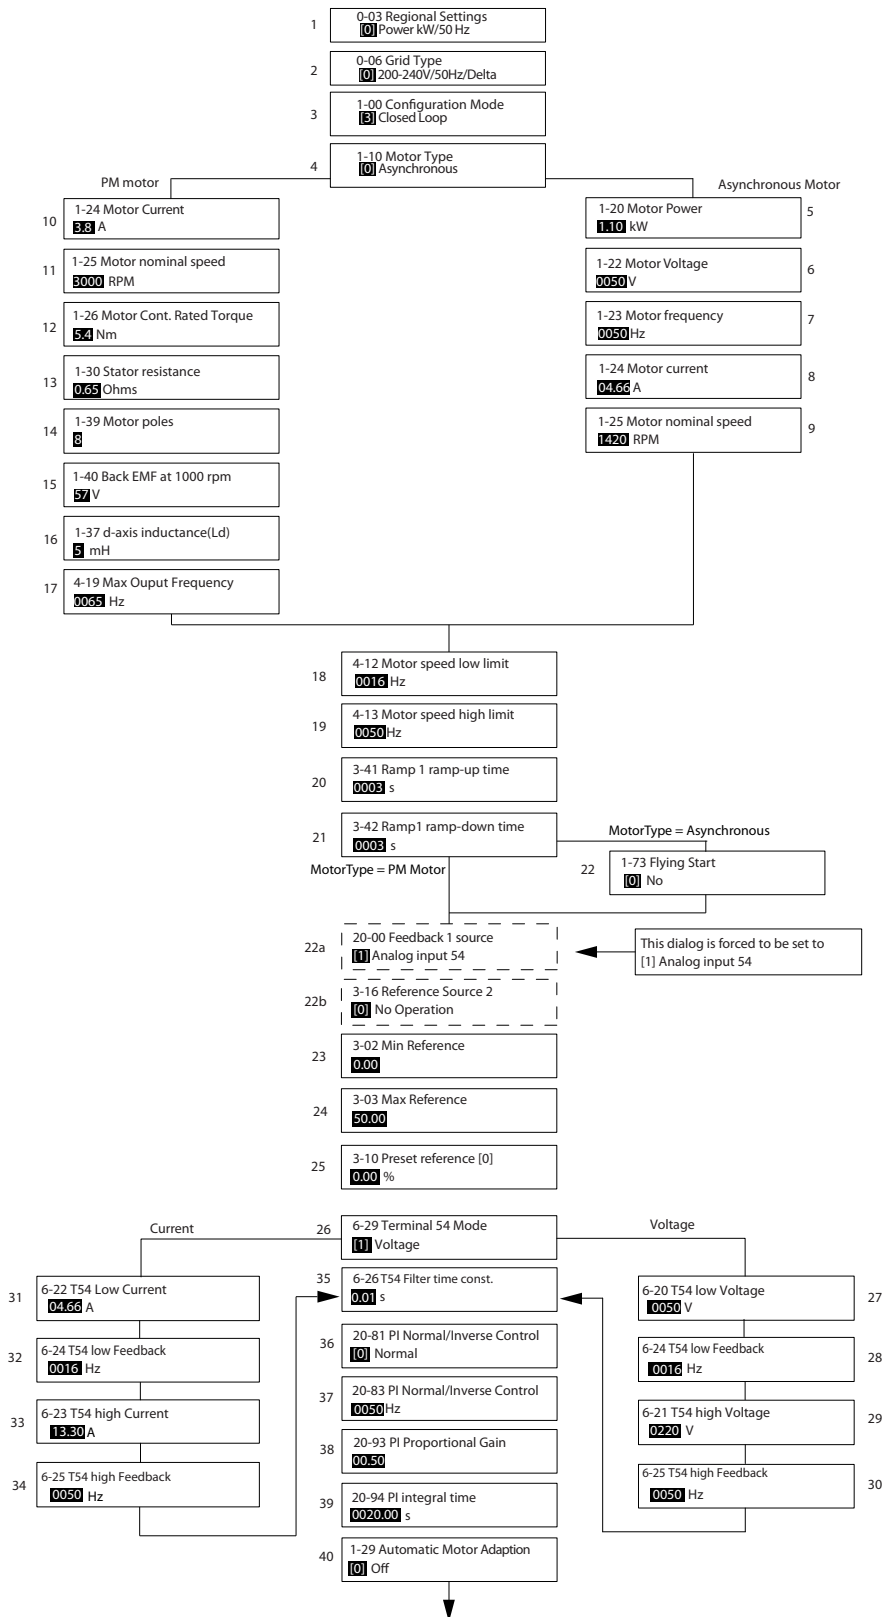 1
0-03 Regional Settings
[0] Power kW/50 Hz
2
0-06 Grid Type
[0] 200-240V/50Hz/Delta
3
1-00 Configuration Mode
[3] Closed Loop
4
1-10 Motor Type
[0] Asynchronous
PM motor
10
1-24 Motor Current
3.8 A
11
1-25 Motor nominal speed
3000 RPM
12
1-26 Motor Cont. Rated Torque
5.4 Nm
13
1-30 Stator resistance
0.65 Ohms
14
1-39 Motor poles
8
15
1-40 Back EMF at 1000 rpm
57 V
16
1-37 d-axis inductance(Ld)
5 mH
17
4-19 Max Ouput Frequency
0065 Hz
Asynchronous Motor
1-20 Motor Power
1.10 kW
5
1-22 Motor Voltage
0050 V
6
1-23 Motor frequency
0050 Hz
7
1-24 Motor current
04.66 A
8
1-25 Motor nominal speed
1420 RPM
9
18
4-12 Motor speed low limit
0016 Hz
19
4-13 Motor speed high limit
0050 Hz
20
3-41 Ramp 1 ramp-up time
0003 s
21
3-42 Ramp1 ramp-down time
0003 s
MotorType = Asynchronous
22
1-73 Flying Start
[0] No
MotorType = PM Motor
22a
20-00 Feedback 1 source
[1] Analog input 54
This dialog is forced to be set to
[1] Analog input 54
22b
3-16 Reference Source 2
[0] No Operation
23
3-02 Min Reference
0.00
24
3-03 Max Reference
50.00
25
3-10 Preset reference [0]
0.00 %
26
6-29 Terminal 54 Mode
[1] Voltage
Current
31
6-22 T54 Low Current
04.66 A
32
6-24 T54 low Feedback
0016 Hz
33
6-23 T54 high Current
13.30 A
34
6-25 T54 high Feedback
0050 Hz
Voltage
6-20 T54 low Voltage
0050 V
27
6-24 T54 low Feedback
0016 Hz
28
6-21 T54 high Voltage
0220 V
29
6-25 T54 high Feedback
0050 Hz
30
35
6-26 T54 Filter time const.
0.01 s
36
20-81 PI Normal/Inverse Control
[0] Normal
37
20-83 PI Normal/Inverse Control
0050 Hz
38
20-93 PI Proportional Gain
00.50
39
20-94 PI integral time
0020.00 s
40
1-29 Automatic Motor Adaption
[0] Off